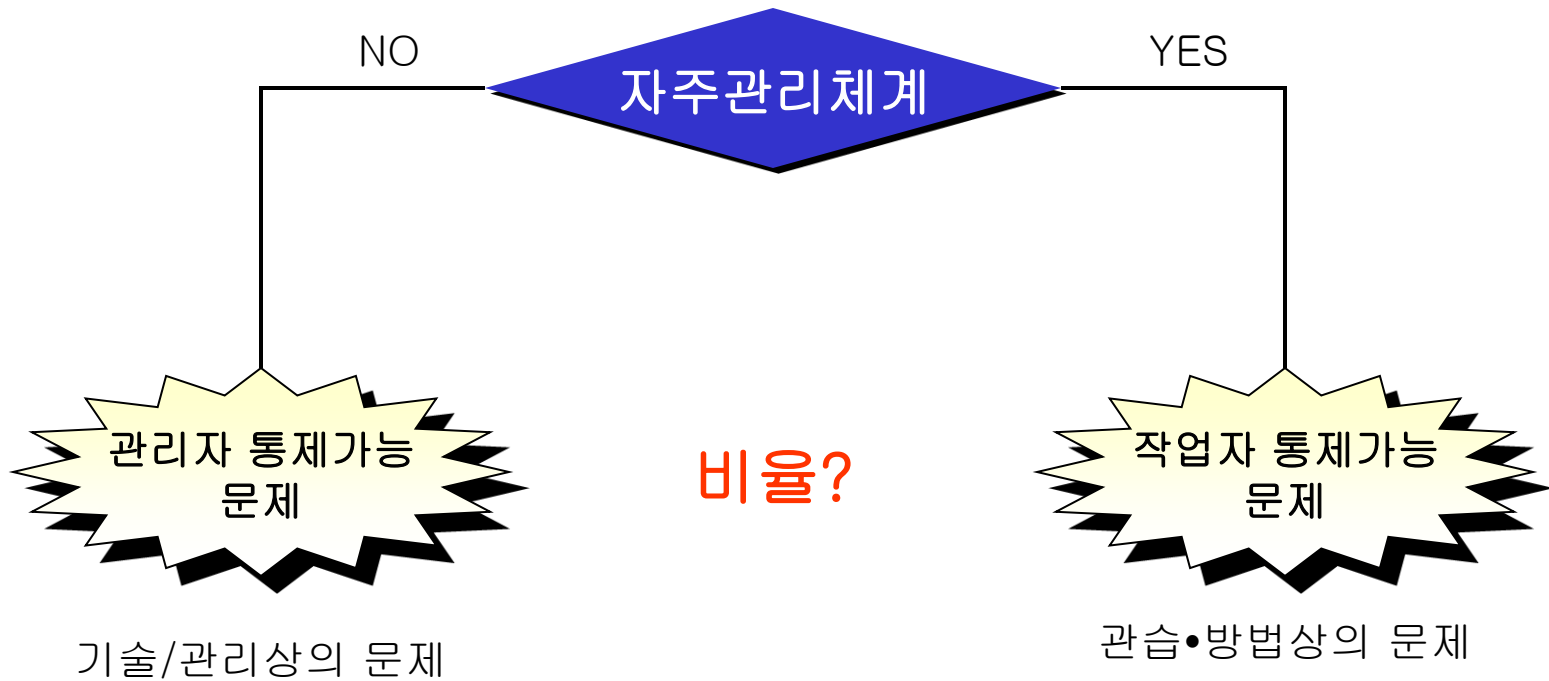 NO
자주관리체계
YES
관리자 통제가능
문제
비율?
작업자 통제가능
문제
기술/관리상의 문제
관습•방법상의 문제